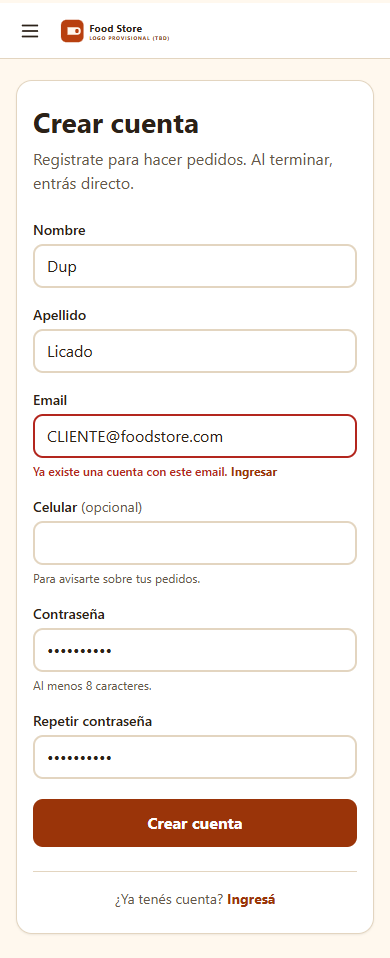 Food Store
LOGO PROVISIONAL (TBD)
Crear cuenta
Registrate para hacer pedidos. Al terminar,
entrás directo.
Nombre
Dup
Apellido
Licado
Email
CLIENTE@foodstore.com
Ya existe una cuenta con este email. Ingresar
Celular (opcional)
Para avisarte sobre tus pedidos.
Contraseña
••••••••••
Al menos 8 caracteres.
Repetir contraseña
••••••••••
Crear cuenta
¿Ya tenés cuenta? Ingresá